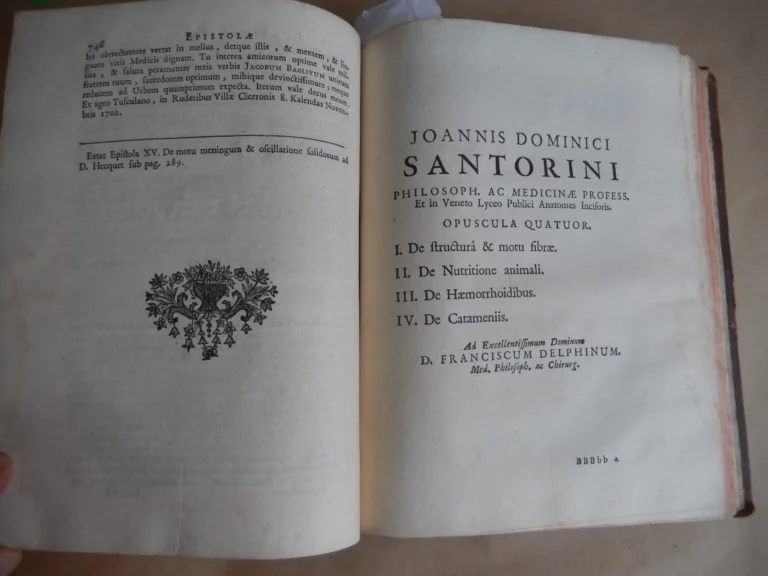 746
EPISTOLÆ
los obtrectatores vertat in melius, detque illis, & mentem, & lin-
guam viris Medicis dignam. Tu interea amicorum optime vale mil-
lies, & saluta peramanter meis verbis JACOBUM BAGLIVUM unicum
fratrem tuum, sacerdotem optimum, mihique devinctissimum; meque
reducem ad Urbem quamprimum expecta. Iterum vale decus meum.
Ex agro Tusculano, in Ruderibus Villæ Ciceronis 8. Kalendas Novem-
bris 1702.
Extat Epistola XV. De motu meningum & oscillatione solidorum ad
D. Hecquet sub pag. 289.
JOANNIS DOMINICI
SANTORINI
PHILOSOPH. AC MEDICINÆ PROFESS.
Et in Veneto Lyceo Publici Anatomes Incisoris.
OPUSCULA QUATUOR.
I. De structurâ & motu fibræ.
II. De Nutritione animali.
III. De Hæmorrhoidibus.
IV. De Catameniis.
Ad Excellentissimum Dominum
D. FRANCISCUM DELPHINUM.
Med. Philosoph. ac Chirurg.
BBBbb